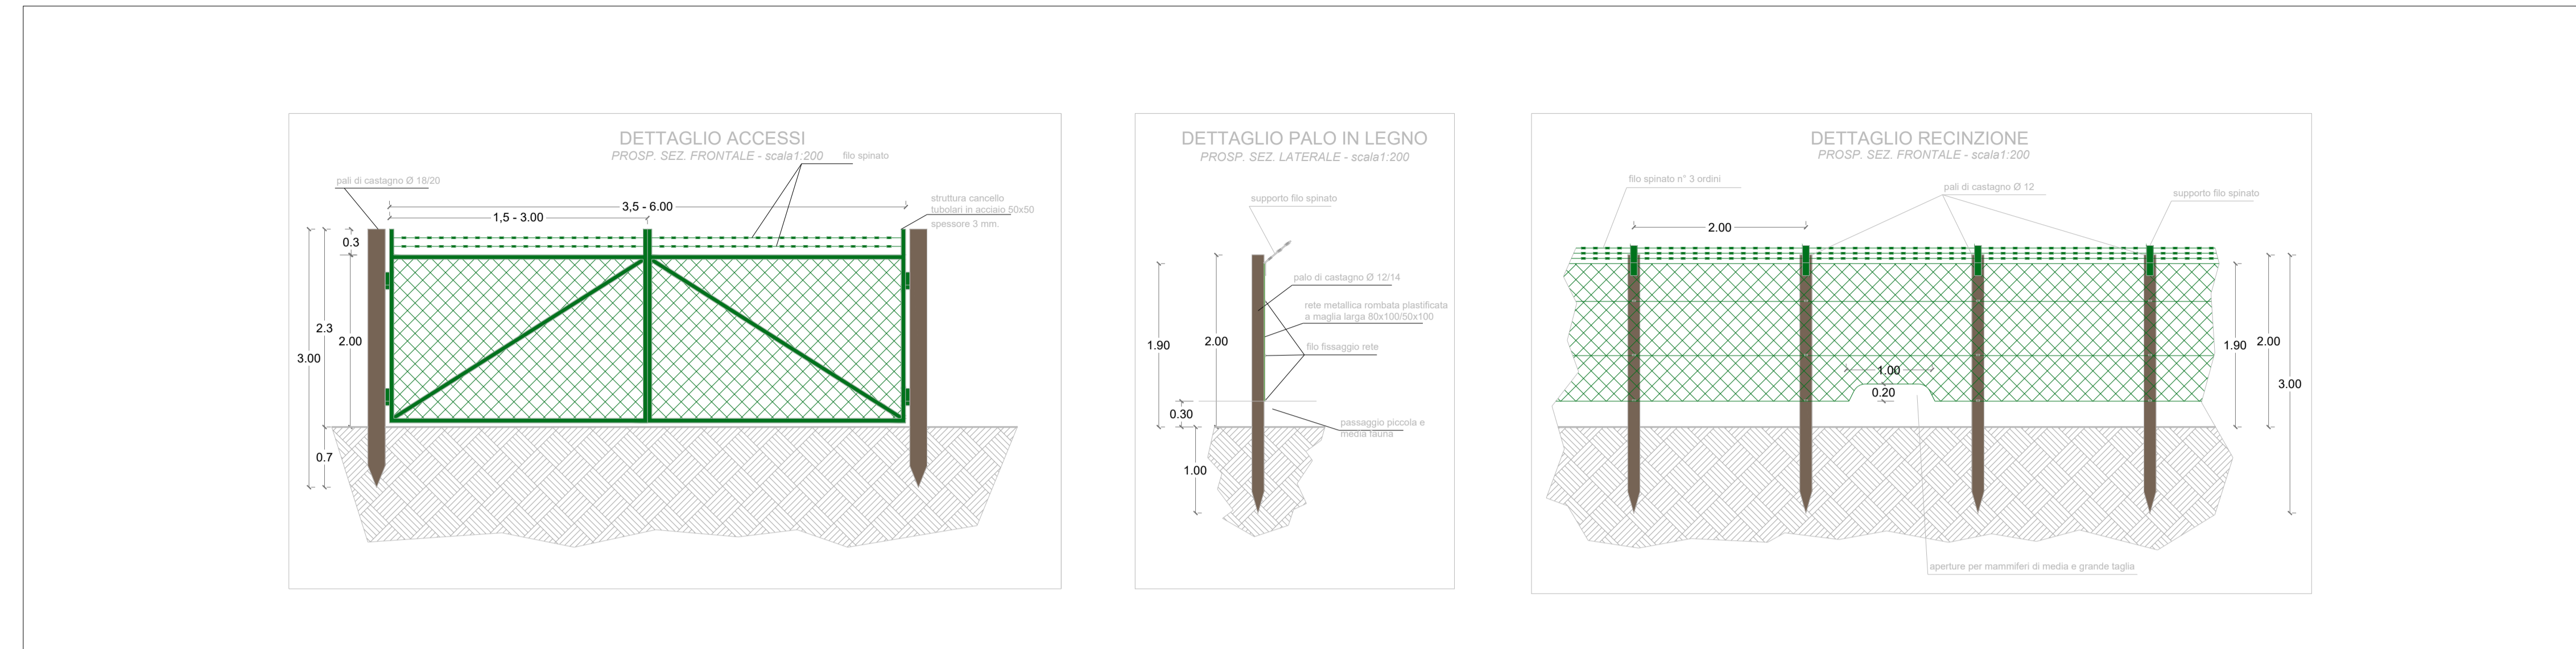 DETTAGLIO ACCESSI
PROSP. SEZ. FRONTALE - scala1:200
filo spinato
pali di castagno Ø 18/20
struttura cancello
tubolari in acciaio 50x50
spessore 3 mm.
3,5 - 6.00
1,5 - 3.00
0.3
2.3
2.00
3.00
0.7
DETTAGLIO PALO IN LEGNO
PROSP. SEZ. LATERALE - scala1:200
supporto filo spinato
palo di castagno Ø 12/14
rete metallica rombata plastificata
a maglia larga 80x100/50x100
filo fissaggio rete
1.90
2.00
0.30
passaggio piccola e
media fauna
1.00
DETTAGLIO RECINZIONE
PROSP. SEZ. FRONTALE - scala1:200
filo spinato n° 3 ordini
pali di castagno Ø 12
supporto filo spinato
2.00
1.90
2.00
3.00
1.00
0.20
aperture per mammiferi di media e grande taglia